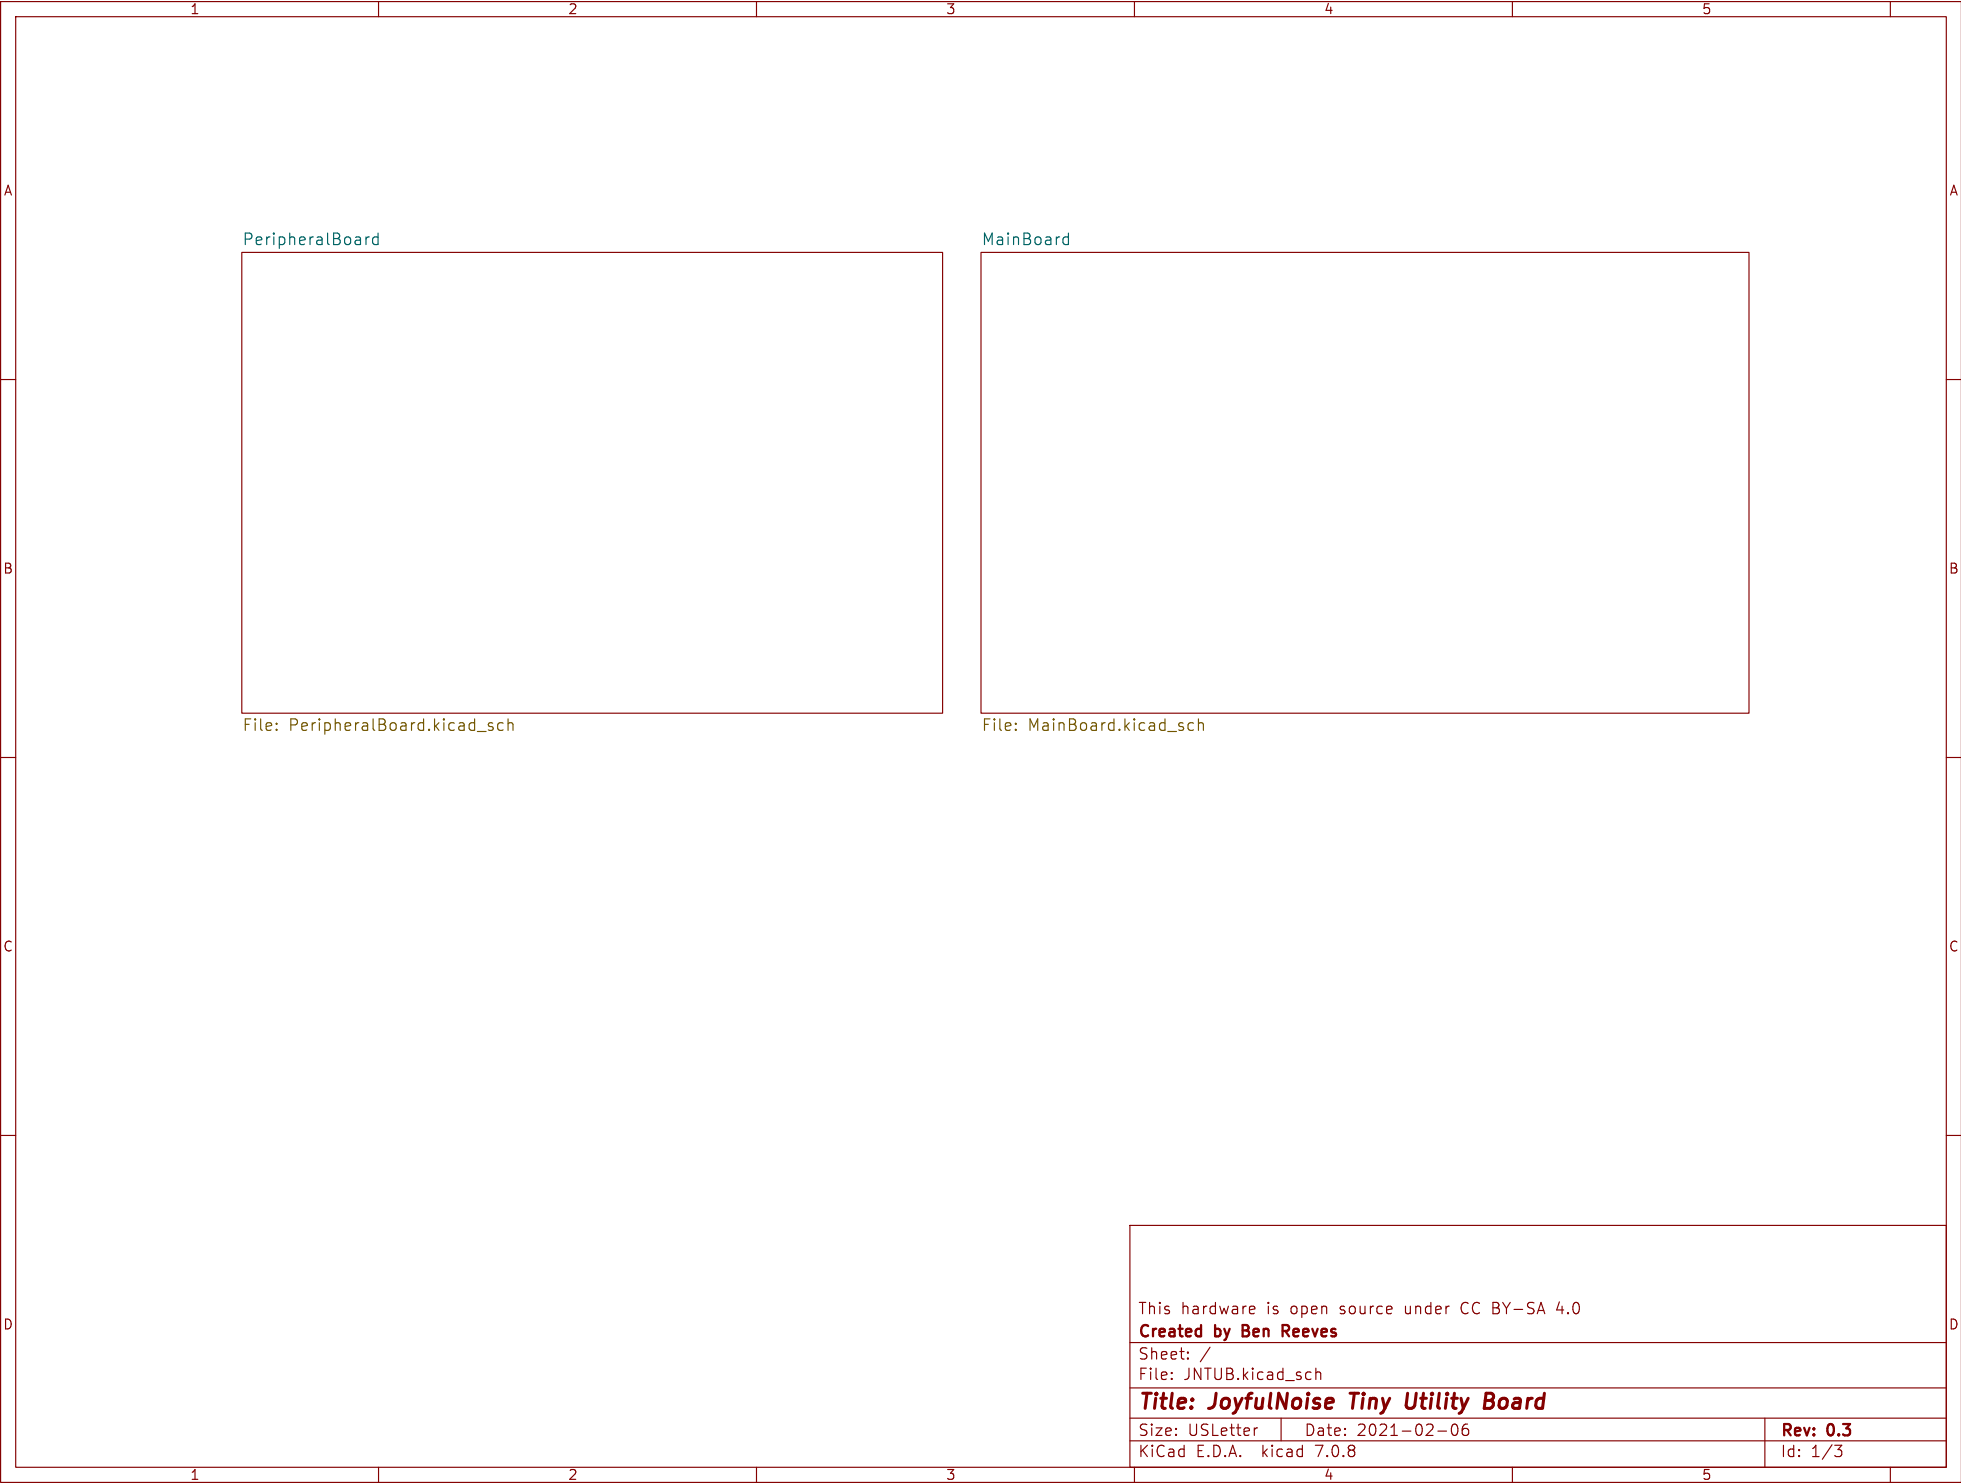 1 2 3 4 5
A A
PeripheralBoard MainBoard
B B
File: PeripheralBoard.kicad_sch File: MainBoard.kicad_sch
C C
This hardware is open source under CC BY-SA 4.0
D D
Created by Ben Reeves
Sheet: /
File: JNTUB.kicad_sch
Title: JoyfulNoise Tiny Utility Board
Size: USLetter Date: 2021-02-06 Rev: 0.3
KiCad E.D.A. kicad 7.0.8 Id: 1/3
1 2 3 4 5